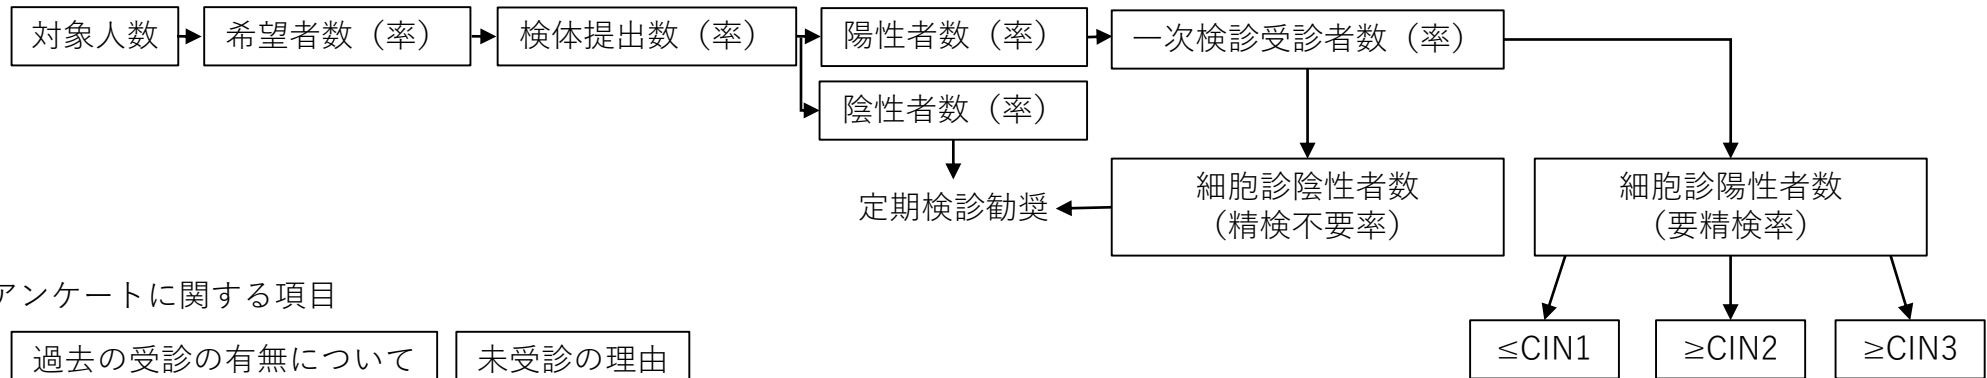 対象人数
希望者数（率）
検体提出数（率）
陽性者数（率）
一次検診受診者数（率）
陰性者数（率）
定期検診勧奨
細胞診陰性者数
（精検不要率）
細胞診陽性者数
（要精検率）
≤CIN1
≥CIN2
≥CIN3
アンケートに関する項目
過去の受診の有無について
未受診の理由